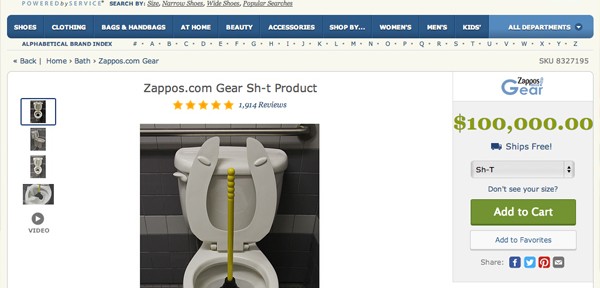 POWERED by SERVICE® SEARCH BY: Size, Narrow Shoes, Wide Shoes, Popular Searches
SHOES CLOTHING BAGS & HANDBAGS AT HOME BEAUTY ACCESSORIES SHOP BY... WOMEN'S MEN'S KIDS' ALL DEPARTMENTS
ALPHABETICAL BRAND INDEX # • A • B • C • D • E • F • G • H • I • J • K • L • M • N • O • P • Q • R • S • T • U • V • W • X • Y • Z
« Back | Home › Bath › Zappos.com Gear SKU 8327195
Zappos.com Gear Sh-t Product
1,914 Reviews
VIDEO
Zappos
Gear
$100,000.00
Ships Free!
Sh-T
Don't see your size?
Add to Cart
Add to Favorites
Share: